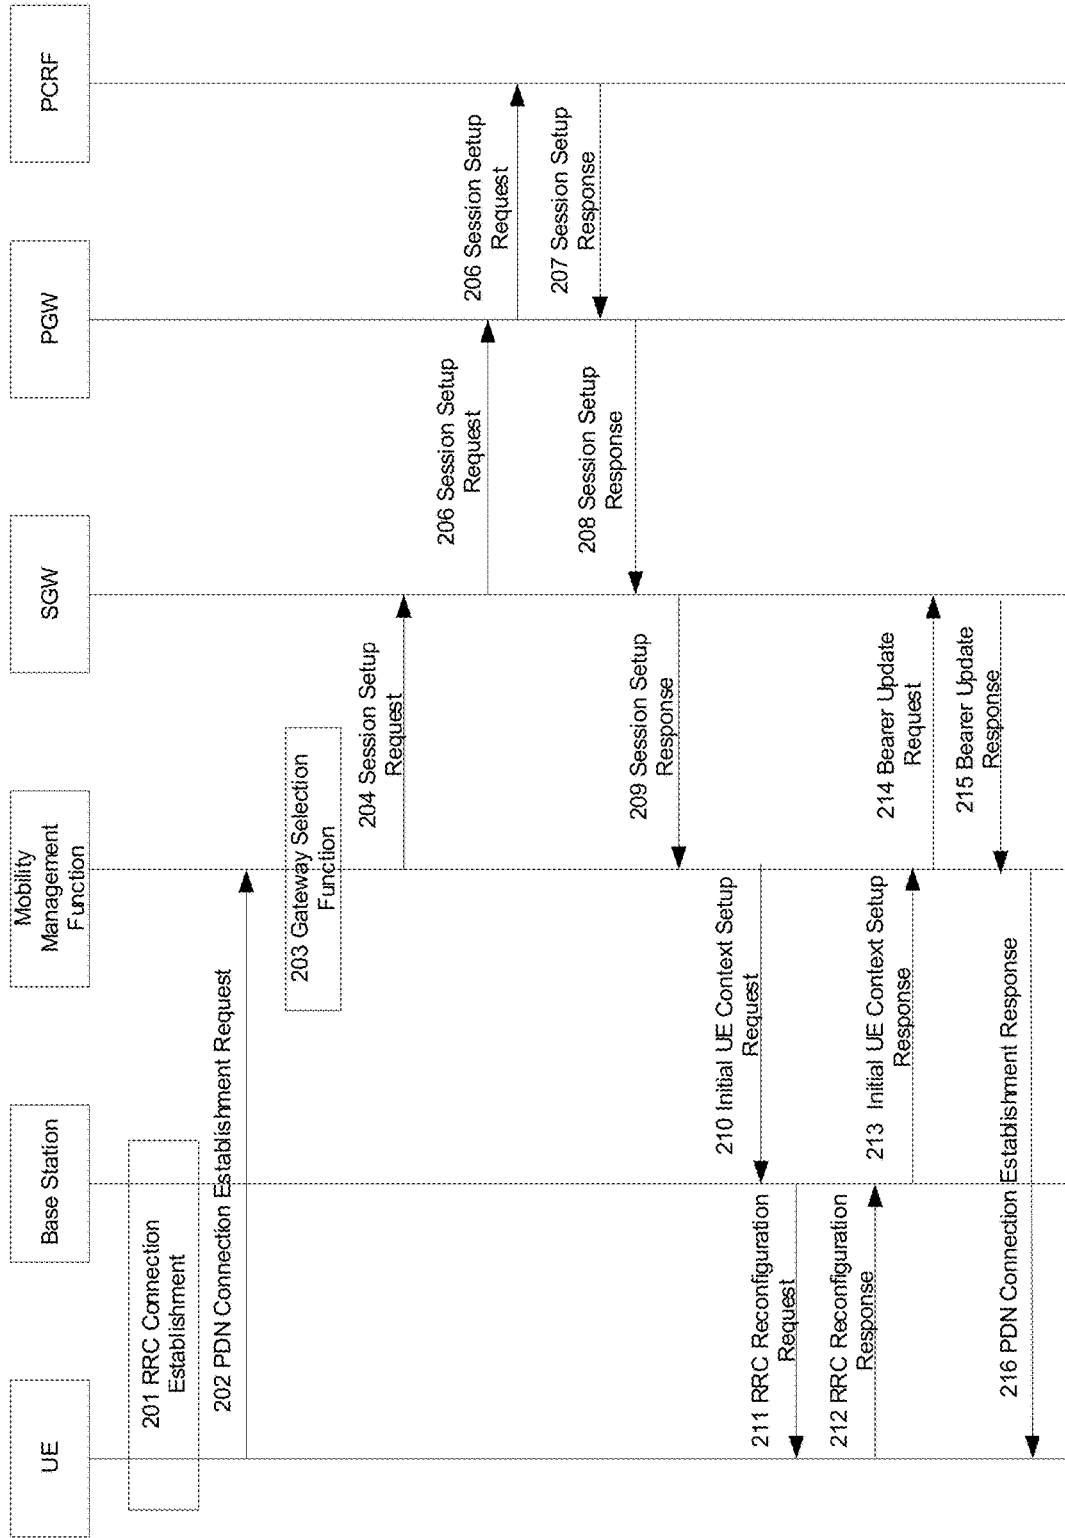 UE
Base Station
Mobility
Management
Function
SGW
PGW
PCRF
201 RRC Connection
Establishment
202 PDN Connection Establishment Request
203 Gateway Selection
Function
204 Session Setup
Request
206 Session Setup
Request
206 Session Setup
Request
207 Session Setup
Response
208 Session Setup
Response
209 Session Setup
Response
210 Initial UE Context Setup
Request
211 RRC Reconfiguration
Request
212 RRC Reconfiguration
Response
213 Initial UE Context Setup
Response
214 Bearer Update
Request
215 Bearer Update
Response
216 PDN Connection Establishment Response